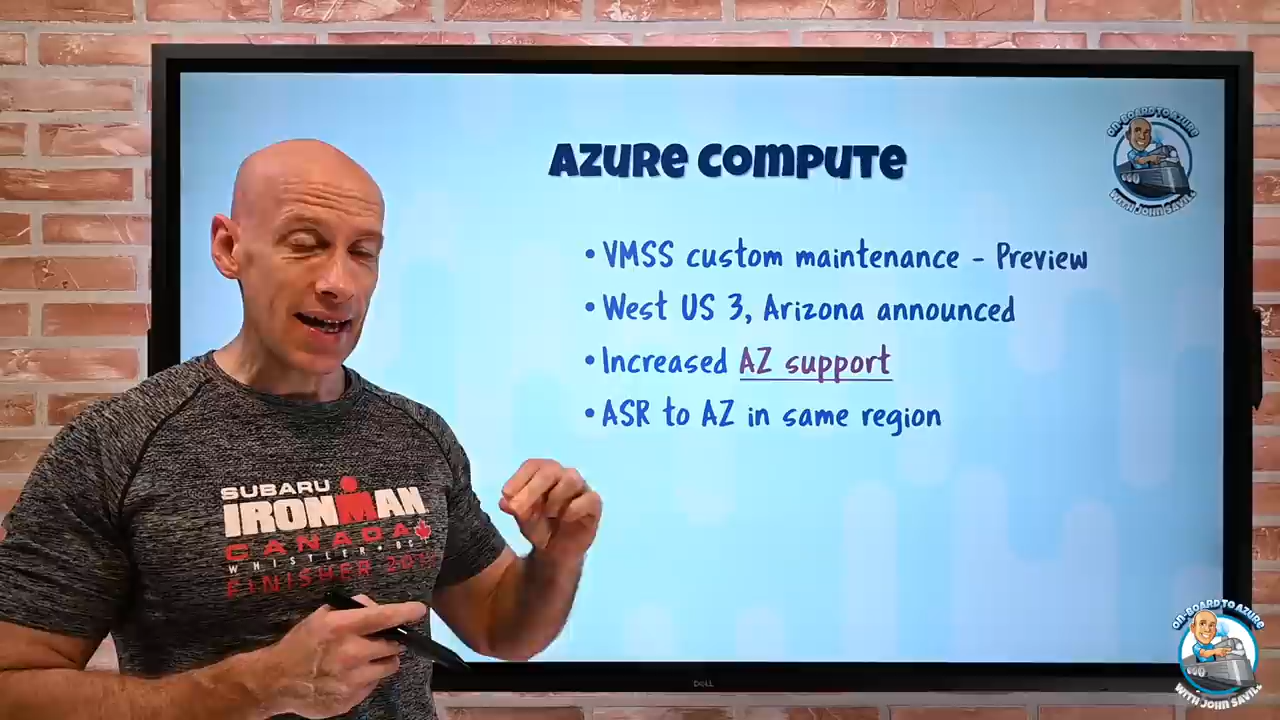 AZURE COMPUTE
ON-BOARD TO AZURE
WITH JOHN SAVILL
• VMSS custom maintenance - Preview
• West US 3, Arizona announced
• Increased AZ support
• ASR to AZ in same region
SUBARU
IRONMAN
CANADA
WHISTLER
FINISHER
DELL
ON-BOARD TO AZURE
WITH JOHN SAVILL